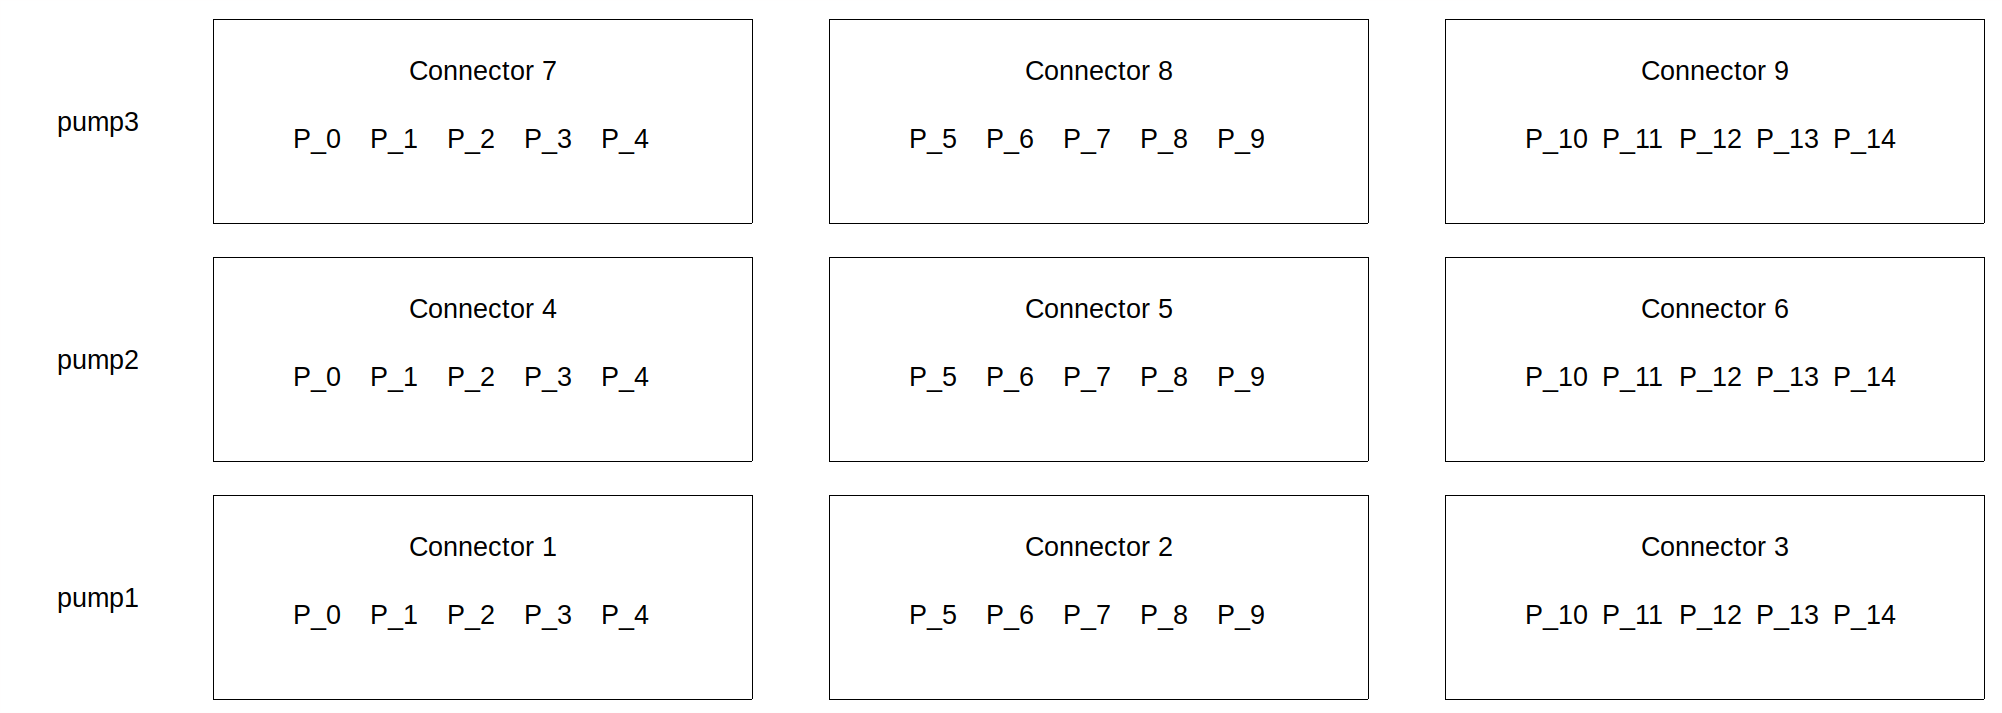 Connector 7 Connector 8 Connector 9
pump3
P_0 P_1 P_2 P_3 P_4 P_5 P_6 P_7 P_8 P_9 P_10 P_11 P_12 P_13 P_14
Connector 4 Connector 5 Connector 6
pump2
P_0 P_1 P_2 P_3 P_4 P_5 P_6 P_7 P_8 P_9 P_10 P_11 P_12 P_13 P_14
Connector 1 Connector 2 Connector 3
pump1
P_0 P_1 P_2 P_3 P_4 P_5 P_6 P_7 P_8 P_9 P_10 P_11 P_12 P_13 P_14